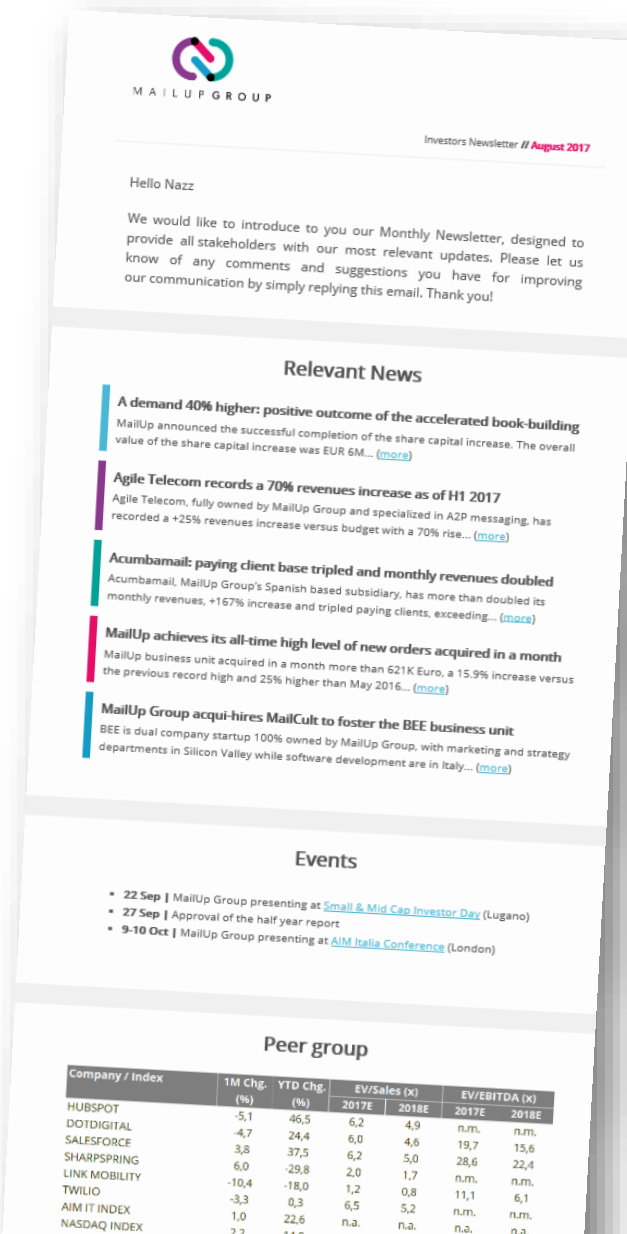 MAILUPGROUP
Investors Newsletter // August 2017
Hello Nazz
We would like to introduce to you our Monthly Newsletter, designed to
provide all stakeholders with our most relevant updates. Please let us
know of any comments and suggestions you have for improving
our communication by simply replying this email. Thank you!
Relevant News
A demand 40% higher: positive outcome of the accelerated book-building
MailUp announced the successful completion of the share capital increase. The overall
value of the share capital increase was EUR 6M... (more)
Agile Telecom records a 70% revenues increase as of H1 2017
Agile Telecom, fully owned by MailUp Group and specialized in A2P messaging, has
recorded a +25% revenues increase versus budget with a 70% rise... (more)
Acumbamail: paying client base tripled and monthly revenues doubled
Acumbamail, MailUp Group's Spanish based subsidiary, has more than doubled its
monthly revenues, +167% increase and tripled paying clients, exceeding... (more)
MailUp achieves its all-time high level of new orders acquired in a month
MailUp business unit acquired in a month more than 621K Euro, a 15.9% increase versus
the previous record high and 25% higher than May 2016... (more)
MailUp Group acqui-hires MailCult to foster the BEE business unit
BEE is dual company startup 100% owned by MailUp Group, with marketing and strategy
departments in Silicon Valley while software development are in Italy... (more)
Events
▪ 22 Sep | MailUp Group presenting at Small & Mid Cap Investor Day (Lugano)
▪ 27 Sep | Approval of the half year report
▪ 9-10 Oct | MailUp Group presenting at AIM Italia Conference (London)
Peer group
Company / Index 1M Chg. YTD Chg. EV/Sales (x) EV/EBITDA (x)
(%) (%) 2017E 2018E 2017E 2018E
HUBSPOT -5,1 46,5 6,2 4,9 n.m. n.m.
DOTDIGITAL -4,7 24,4 6,0 4,6 19,7 15,6
SALESFORCE 3,8 37,5 6,2 5,0 28,6 22,4
SHARPSPRING 6,0 -29,8 2,0 1,7 n.m. n.m.
LINK MOBILITY -10,4 -18,0 1,2 0,8 11,1 6,1
TWILIO -3,3 0,3 6,5 5,2 n.m. n.m.
AIM IT INDEX 1,0 22,6 n.a. n.a. n.a. n.a.
NASDAQ INDEX